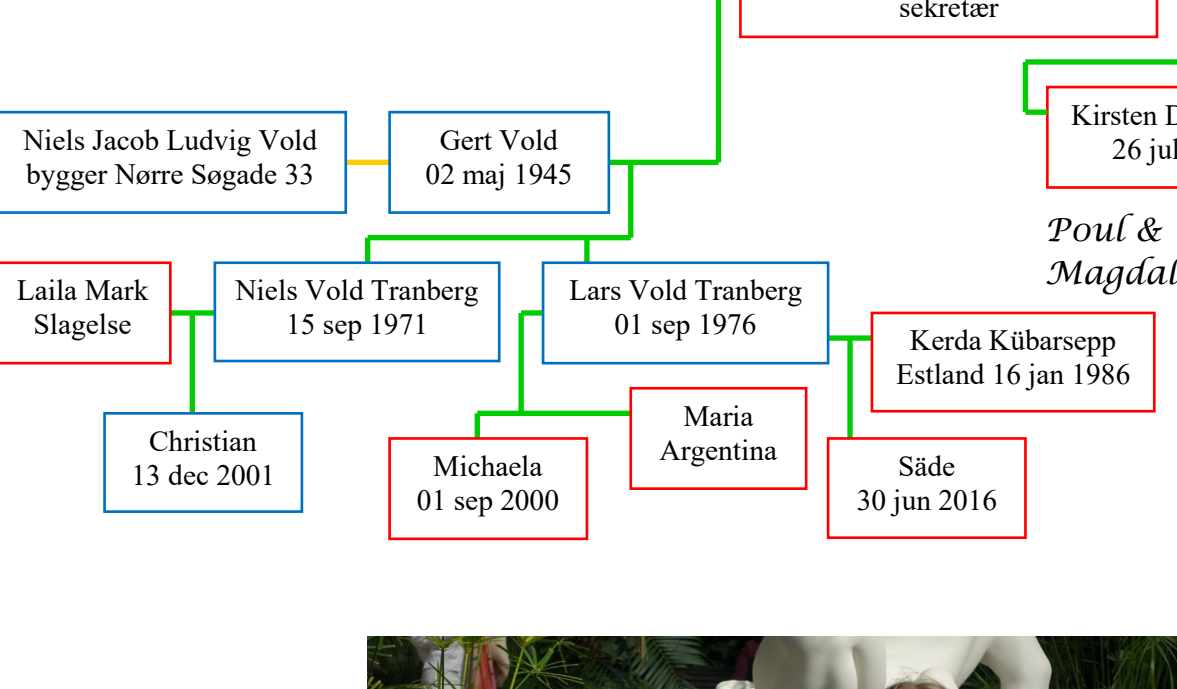 sekretær
Niels Jacob Ludvig Vold
bygger Nørre Søgade 33
Gert Vold
02 maj 1945
Kirsten D
26 jul
Poul &
Magdal
Laila Mark
Slagelse
Niels Vold Tranberg
15 sep 1971
Lars Vold Tranberg
01 sep 1976
Kerda Kübarsepp
Estland 16 jan 1986
Christian
13 dec 2001
Michaela
01 sep 2000
Maria
Argentina
Säde
30 jun 2016